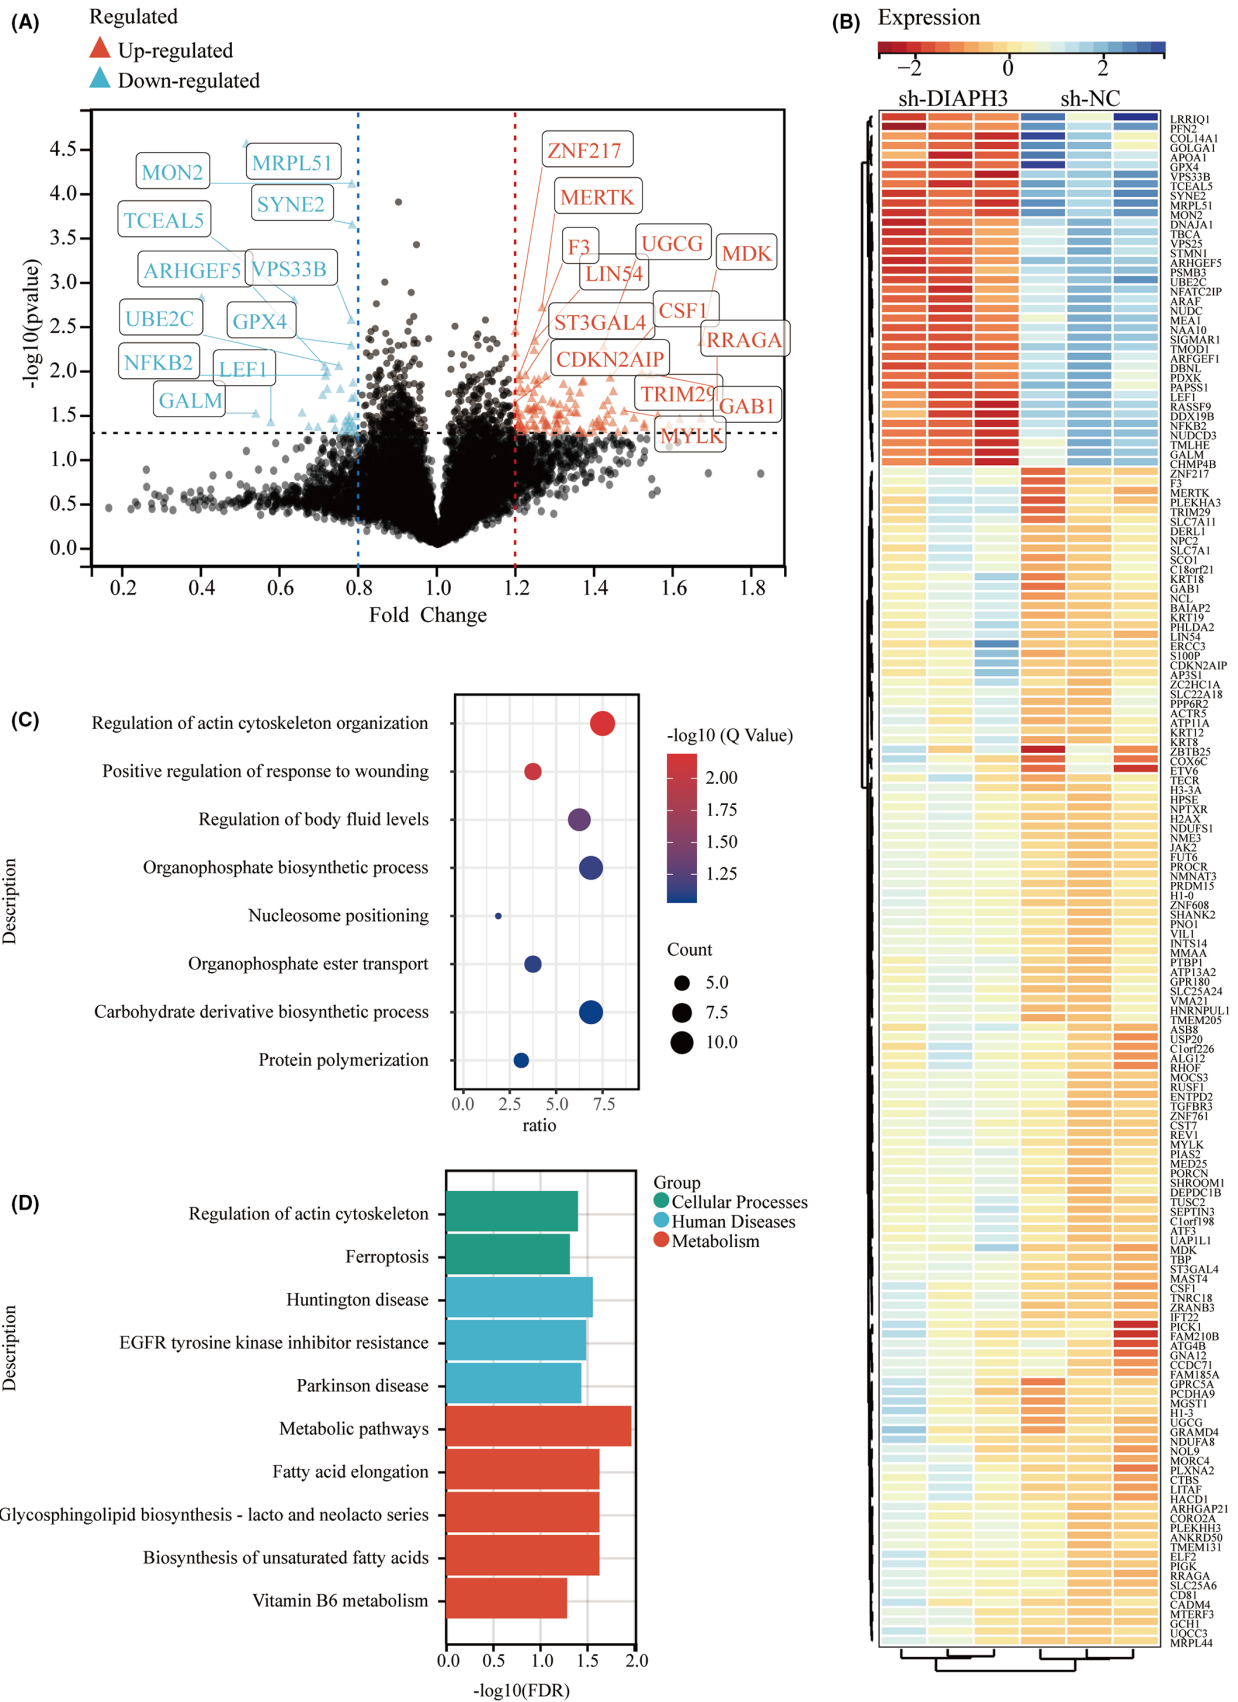 (A)
Regulated
Up-regulated
Down-regulated
-log10(pvalue)
4.5
4.0
3.5
3.0
2.5
2.0
1.5
1.0
0.5
0.0
MON2
MRPL51
SYNE2
TCEAL5
ARHGEF5
VPS33B
UBE2C
GPX4
NFKB2
LEF1
GALM
ZNF217
MERTK
F3
UGCG
MDK
LIN54
CSF1
ST3GAL4
RRAGA
CDKN2AIP
TRIM29
GAB1
MYLK
0.2 0.4 0.6 0.8 1.0 1.2 1.4 1.6 1.8
Fold Change
(B)
Expression
−2 0 2
sh-DIAPH3 sh-NC
LRRIQ1
PFN2
COL14A1
GOLGA1
APOA1
GPX4
VPS33B
TCEAL5
SYNE2
MRPL51
MON2
DNAJA1
TBCA
VPS25
STMN1
ARHGEF5
PSMB3
UBE2C
NFATC2IP
ARAF
NUDC
MEA1
NAA10
SIGMAR1
TMOD1
ARFGEF1
DBNL
PDXK
PAPSS1
LEF1
RASSF9
DDX19B
NFKB2
NUDCD3
TMLHE
GALM
CHMP4B
ZNF217
F3
MERTK
PLEKHA3
TRIM29
SLC7A11
DERL1
NPC2
SLC7A1
SCO1
C18orf21
KRT18
GAB1
NCL
BAIAP2
KRT19
PHLDA2
LIN54
ERCC3
S100P
CDKN2AIP
AP3S1
ZC2HC1A
SLC22A18
PPP6R2
ACTR5
ATP11A
KRT12
KRT8
ZBTB25
COX6C
ETV6
TECR
H3-3A
HPSE
NPTXR
H2AX
NDUFS1
NME3
JAK2
FUT6
PROCR
NMNAT3
PRDM15
H1-0
ZNF608
SHANK2
PNO1
VIL1
INTS14
MMAA
PTBP1
ATP13A2
GPR180
SLC25A24
VMA21
HNRNPUL1
TMEM205
ASB8
USP20
C1orf226
ALG12
RHOF
MOCS3
RUSF1
ENTPD2
TGFBR3
ZNF761
CST7
REV1
MYLK
PIAS2
MED25
PORCN
SHROOM1
DEPDC1B
TUSC2
SEPTIN3
C1orf198
ATF3
UAP1L1
MDK
TBP
ST3GAL4
MAST4
CSF1
TNRC18
ZRANB3
IFT22
PICK1
FAM210B
ATG4B
GNA12
CCDC71
FAM185A
GPRC5A
PCDHA9
MGST1
H1-3
UGCG
GRAMD4
NDUFA8
NOL9
MORC4
PLXNA2
CTBS
LITAF
HACD1
ARHGAP21
CORO2A
PLEKHH3
ANKRD50
TMEM131
ELF2
PIGK
RRAGA
SLC25A6
CD81
CADM4
MTERF3
GCH1
UQCC3
MRPL44
(C)
Description
Regulation of actin cytoskeleton organization
Positive regulation of response to wounding
Regulation of body fluid levels
Organophosphate biosynthetic process
Nucleosome positioning
Organophosphate ester transport
Carbohydrate derivative biosynthetic process
Protein polymerization
0.0 2.5 5.0 7.5
ratio
-log10 (Q Value)
2.00
1.75
1.50
1.25
Count
5.0
7.5
10.0
(D)
Description
Regulation of actin cytoskeleton
Ferroptosis
Huntington disease
EGFR tyrosine kinase inhibitor resistance
Parkinson disease
Metabolic pathways
Fatty acid elongation
Glycosphingolipid biosynthesis - lacto and neolacto series
Biosynthesis of unsaturated fatty acids
Vitamin B6 metabolism
0.0 0.5 1.0 1.5 2.0
-log10(FDR)
Group
Cellular Processes
Human Diseases
Metabolism